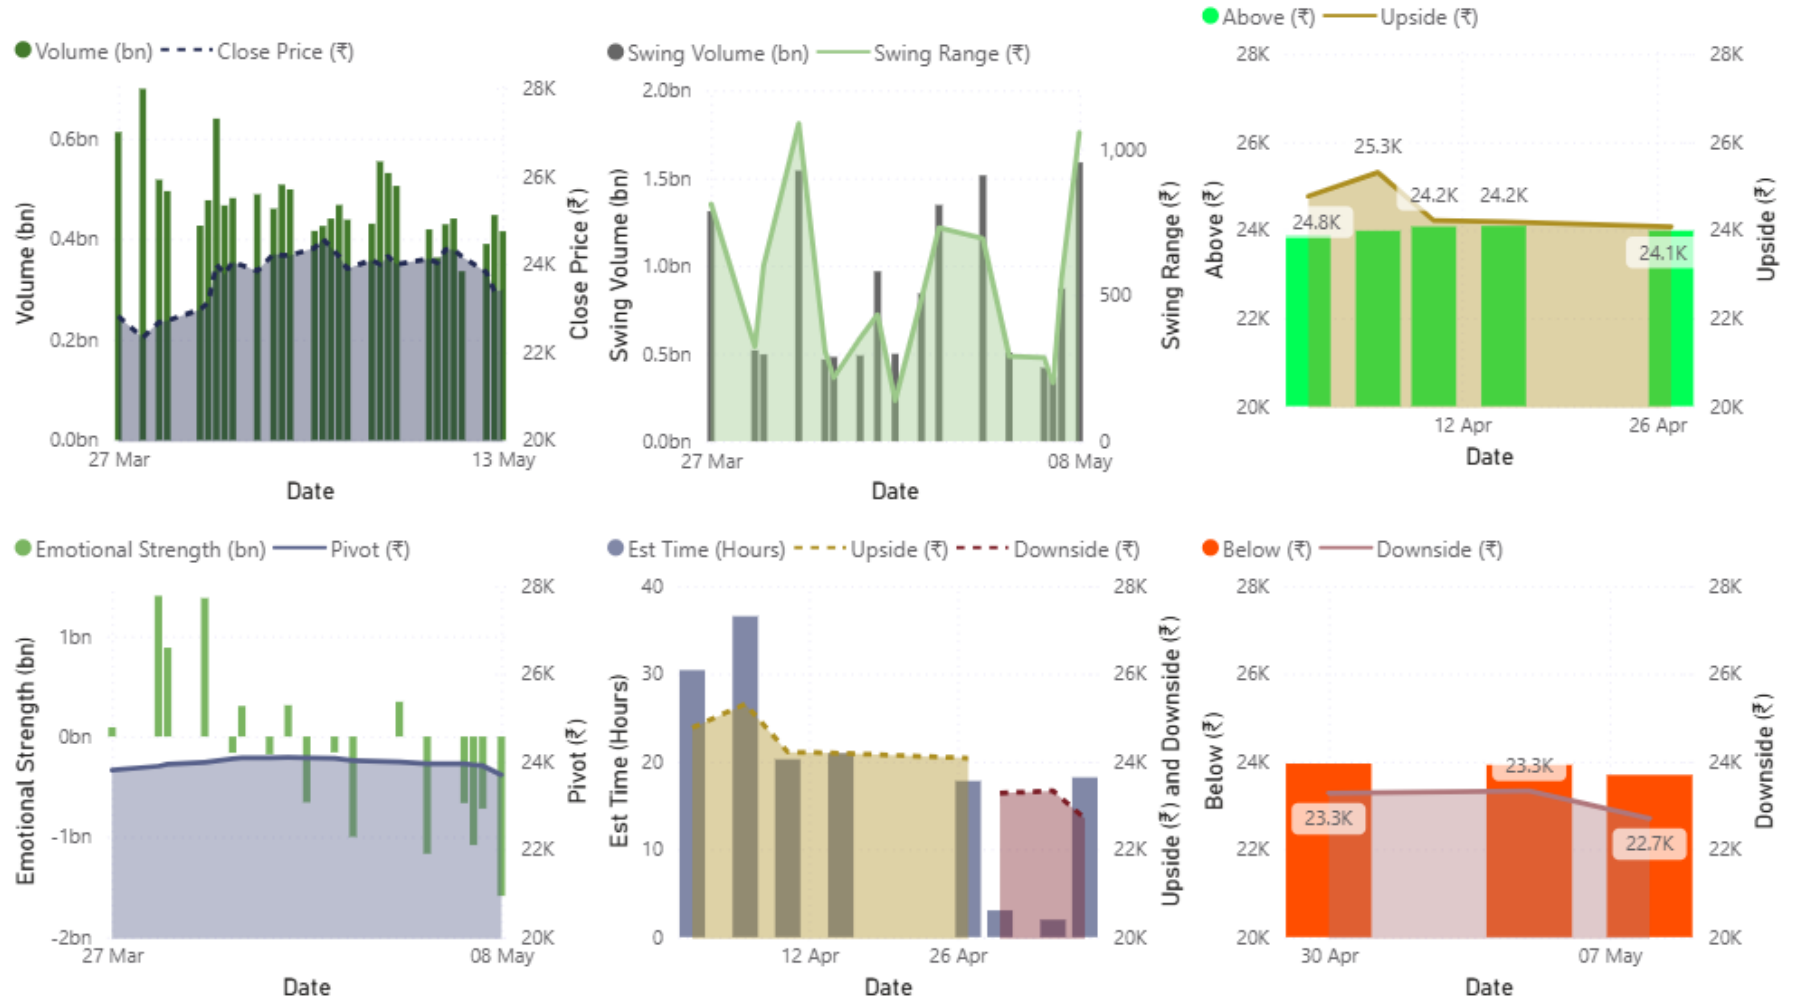 Volume (bn) Close Price (₹)
28K
0.6bn
26K
0.4bn
24K
0.2bn
22K
0.0bn
20K
27 Mar 13 May
Date
Volume (bn)
Close Price (₹)
Swing Volume (bn) Swing Range (₹)
2.0bn
1,000
1.5bn
1.0bn
500
0.5bn
0.0bn 0
27 Mar 08 May
Date
Swing Volume (bn)
Swing Range (₹)
Above (₹) Upside (₹)
28K 28K
26K 25.3K 26K
24.2K 24.2K
24.8K
24K 24K
24.1K
22K 22K
20K 20K
12 Apr 26 Apr
Date
Above (₹)
Upside (₹)
Emotional Strength (bn) Pivot (₹)
28K
1bn
26K
0bn
24K
-1bn
22K
-2bn 20K
27 Mar 08 May
Date
Emotional Strength (bn)
Pivot (₹)
Est Time (Hours) Upside (₹) Downside (₹)
40 28K
30 26K
20 24K
10 22K
0 20K
12 Apr 26 Apr
Date
Est Time (Hours)
Upside (₹) and Downside (₹)
Below (₹) Downside (₹)
28K 28K
26K 26K
24K 23.3K 24K
23.3K
22.7K
22K 22K
20K 20K
30 Apr 07 May
Date
Below (₹)
Downside (₹)